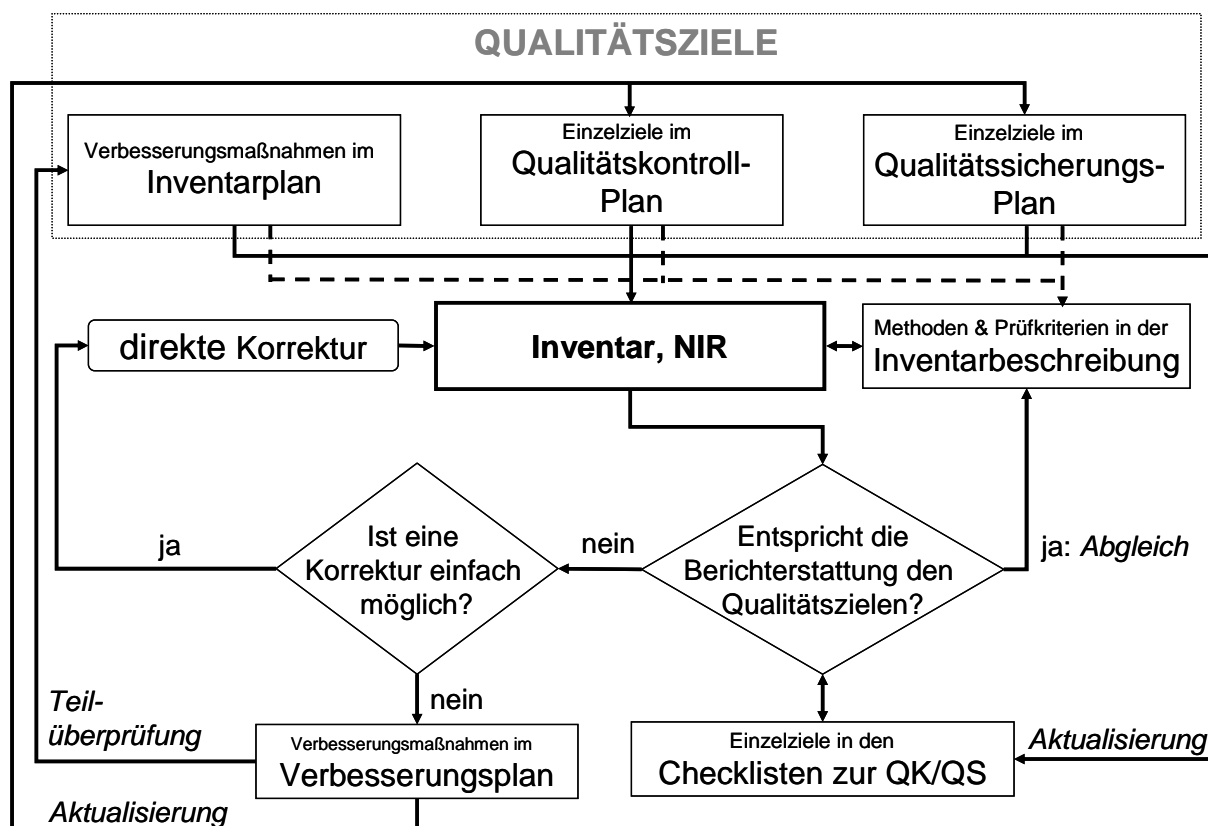 QUALITÄTSZIELE
Verbesserungsmaßnahmen im
Inventarplan
Einzelziele im
Qualitätskontroll-
Plan
Einzelziele im
Qualitätssicherungs-
Plan
direkte Korrektur
Inventar, NIR
Methoden & Prüfkriterien in der
Inventarbeschreibung
ja
Ist eine
Korrektur einfach
möglich?
nein
Entspricht die
Berichterstattung den
Qualitätszielen?
ja: Abgleich
Teil-
überprüfung
nein
Verbesserungsmaßnahmen im
Verbesserungsplan
Einzelziele in den
Checklisten zur QK/QS
Aktualisierung
Aktualisierung